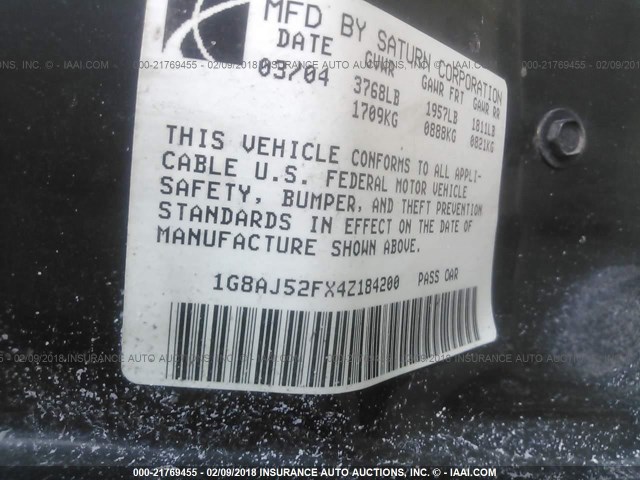 MFD BY SATURN CORPORATION
DATE GVWR GAWR FRT GAWR RR
03/04 3768LB 1957LB 1811LB
1709KG 0888KG 0821KG
THIS VEHICLE CONFORMS TO ALL APPLI-
CABLE U.S. FEDERAL MOTOR VEHICLE
SAFETY, BUMPER, AND THEFT PREVENTION
STANDARDS IN EFFECT ON THE DATE OF
MANUFACTURE SHOWN ABOVE.
1G8AJ52FX4Z184200 PASS CAR
000-21769455 - 02/09/2018 INSURANCE AUTO AUCTIONS, INC. - © IAAI.COM